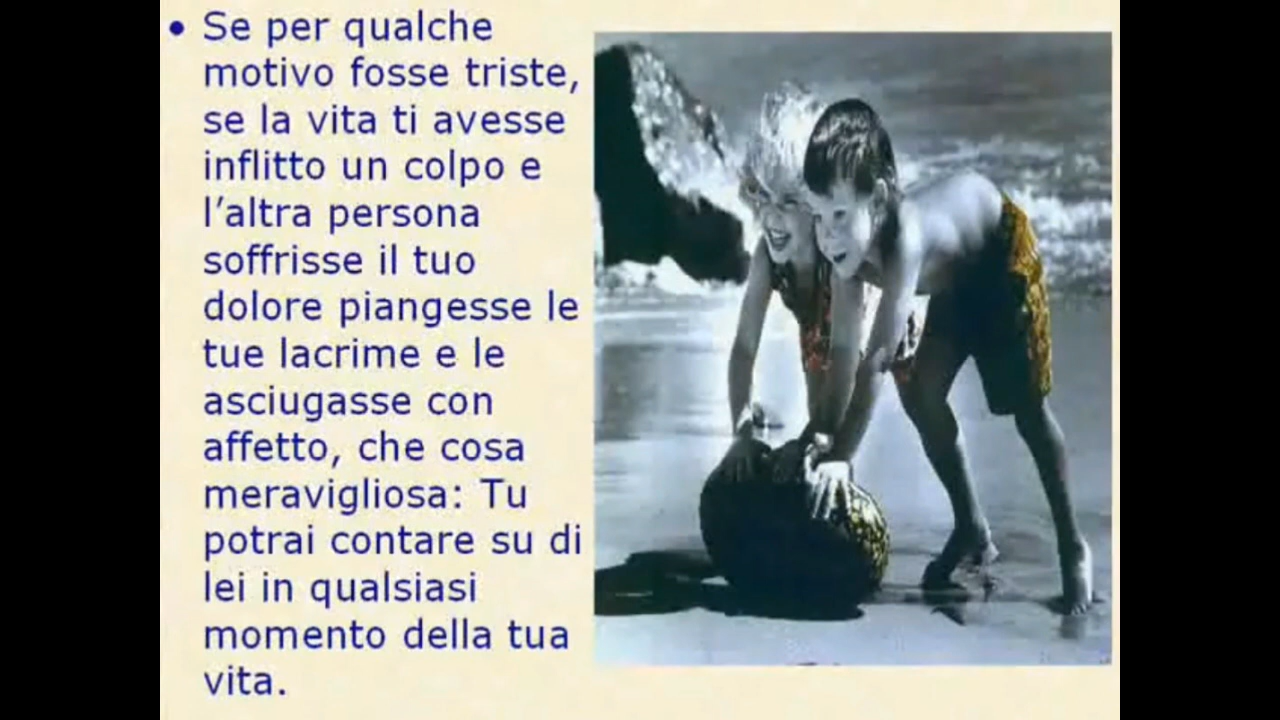 • Se per qualche
motivo fosse triste,
se la vita ti avesse
inflitto un colpo e
l’altra persona
soffrisse il tuo
dolore piangesse le
tue lacrime e le
asciugasse con
affetto, che cosa
meravigliosa: Tu
potrai contare su di
lei in qualsiasi
momento della tua
vita.